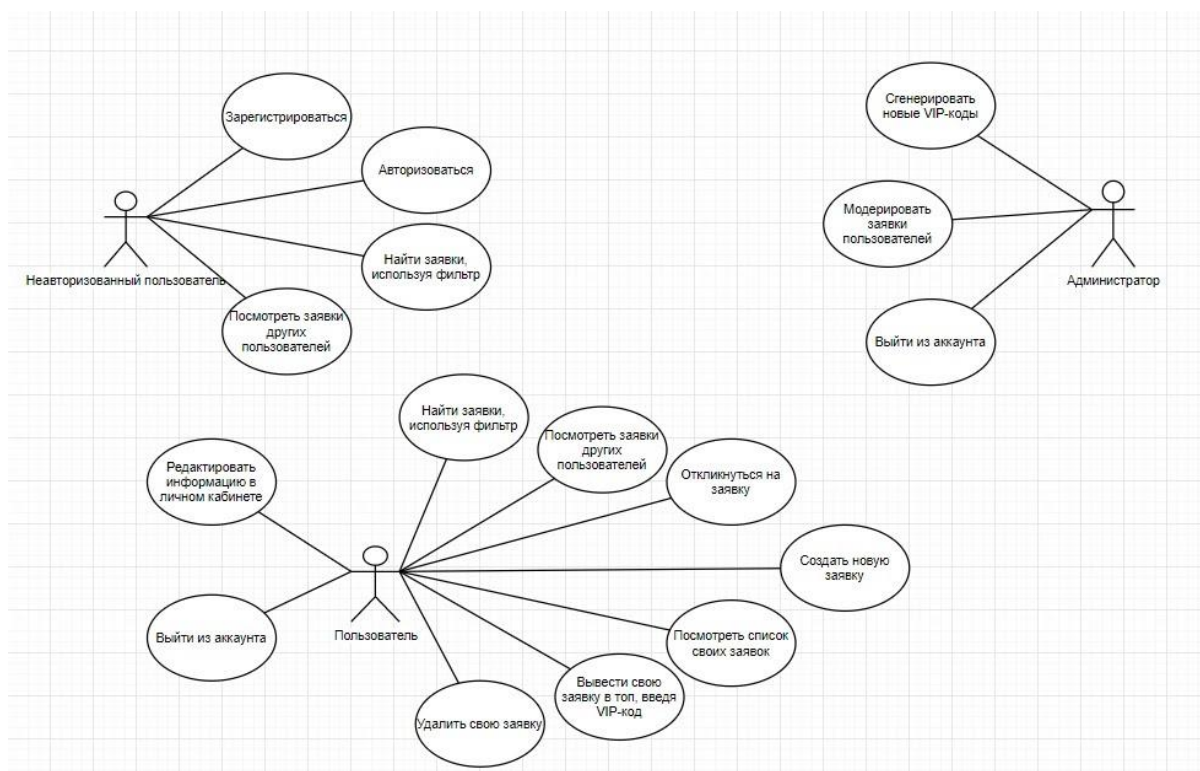 Зарегистрироваться
Авторизоваться
Найти заявки,
используя фильтр
Неавторизованный пользователь
Посмотреть заявки
других
пользователей
Сгенерировать
новые VIP-коды
Модерировать
заявки
пользователей
Администратор
Выйти из аккаунта
Найти заявки,
используя фильтр
Посмотреть заявки
других
пользователей
Редактировать
информацию в
личном кабинете
Откликнуться на
заявку
Создать новую
заявку
Выйти из аккаунта
Пользователь
Посмотреть список
своих заявок
Вывести свою
заявку в топ, введя
VIP-код
Удалить свою заявку